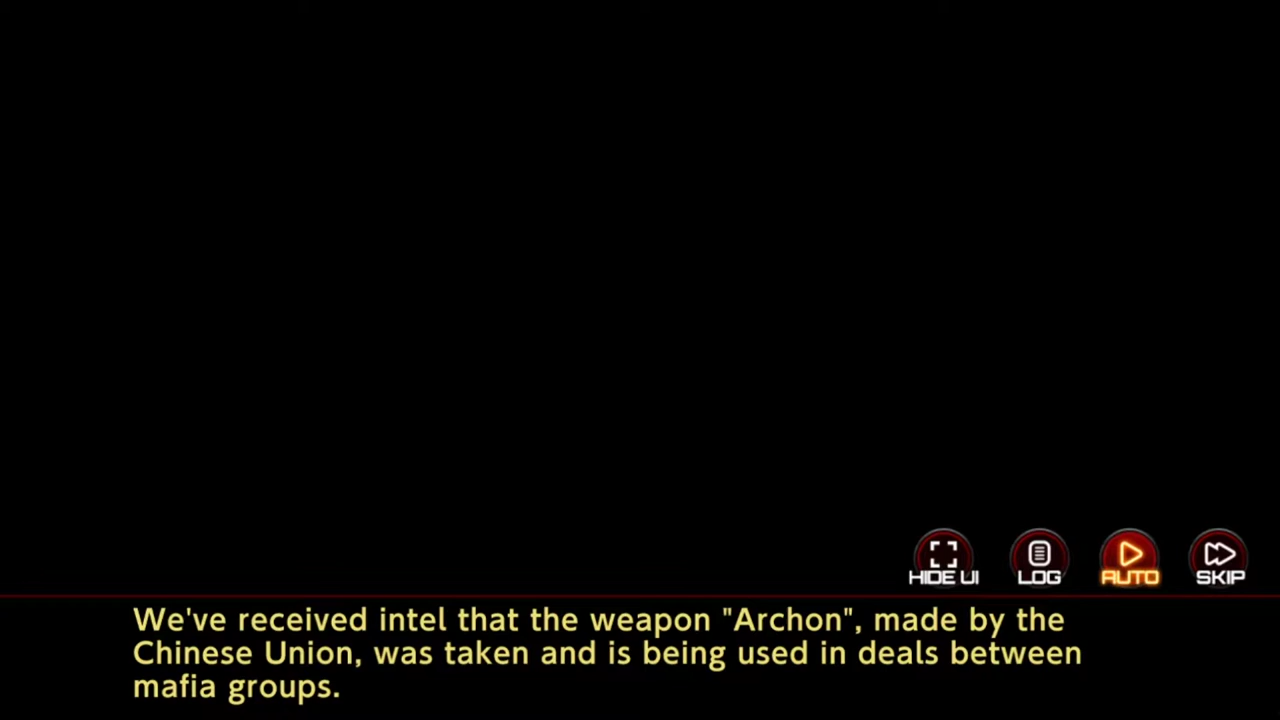 HIDE UI
LOG
AUTO
SKIP
We've received intel that the weapon "Archon", made by the
Chinese Union, was taken and is being used in deals between
mafia groups.